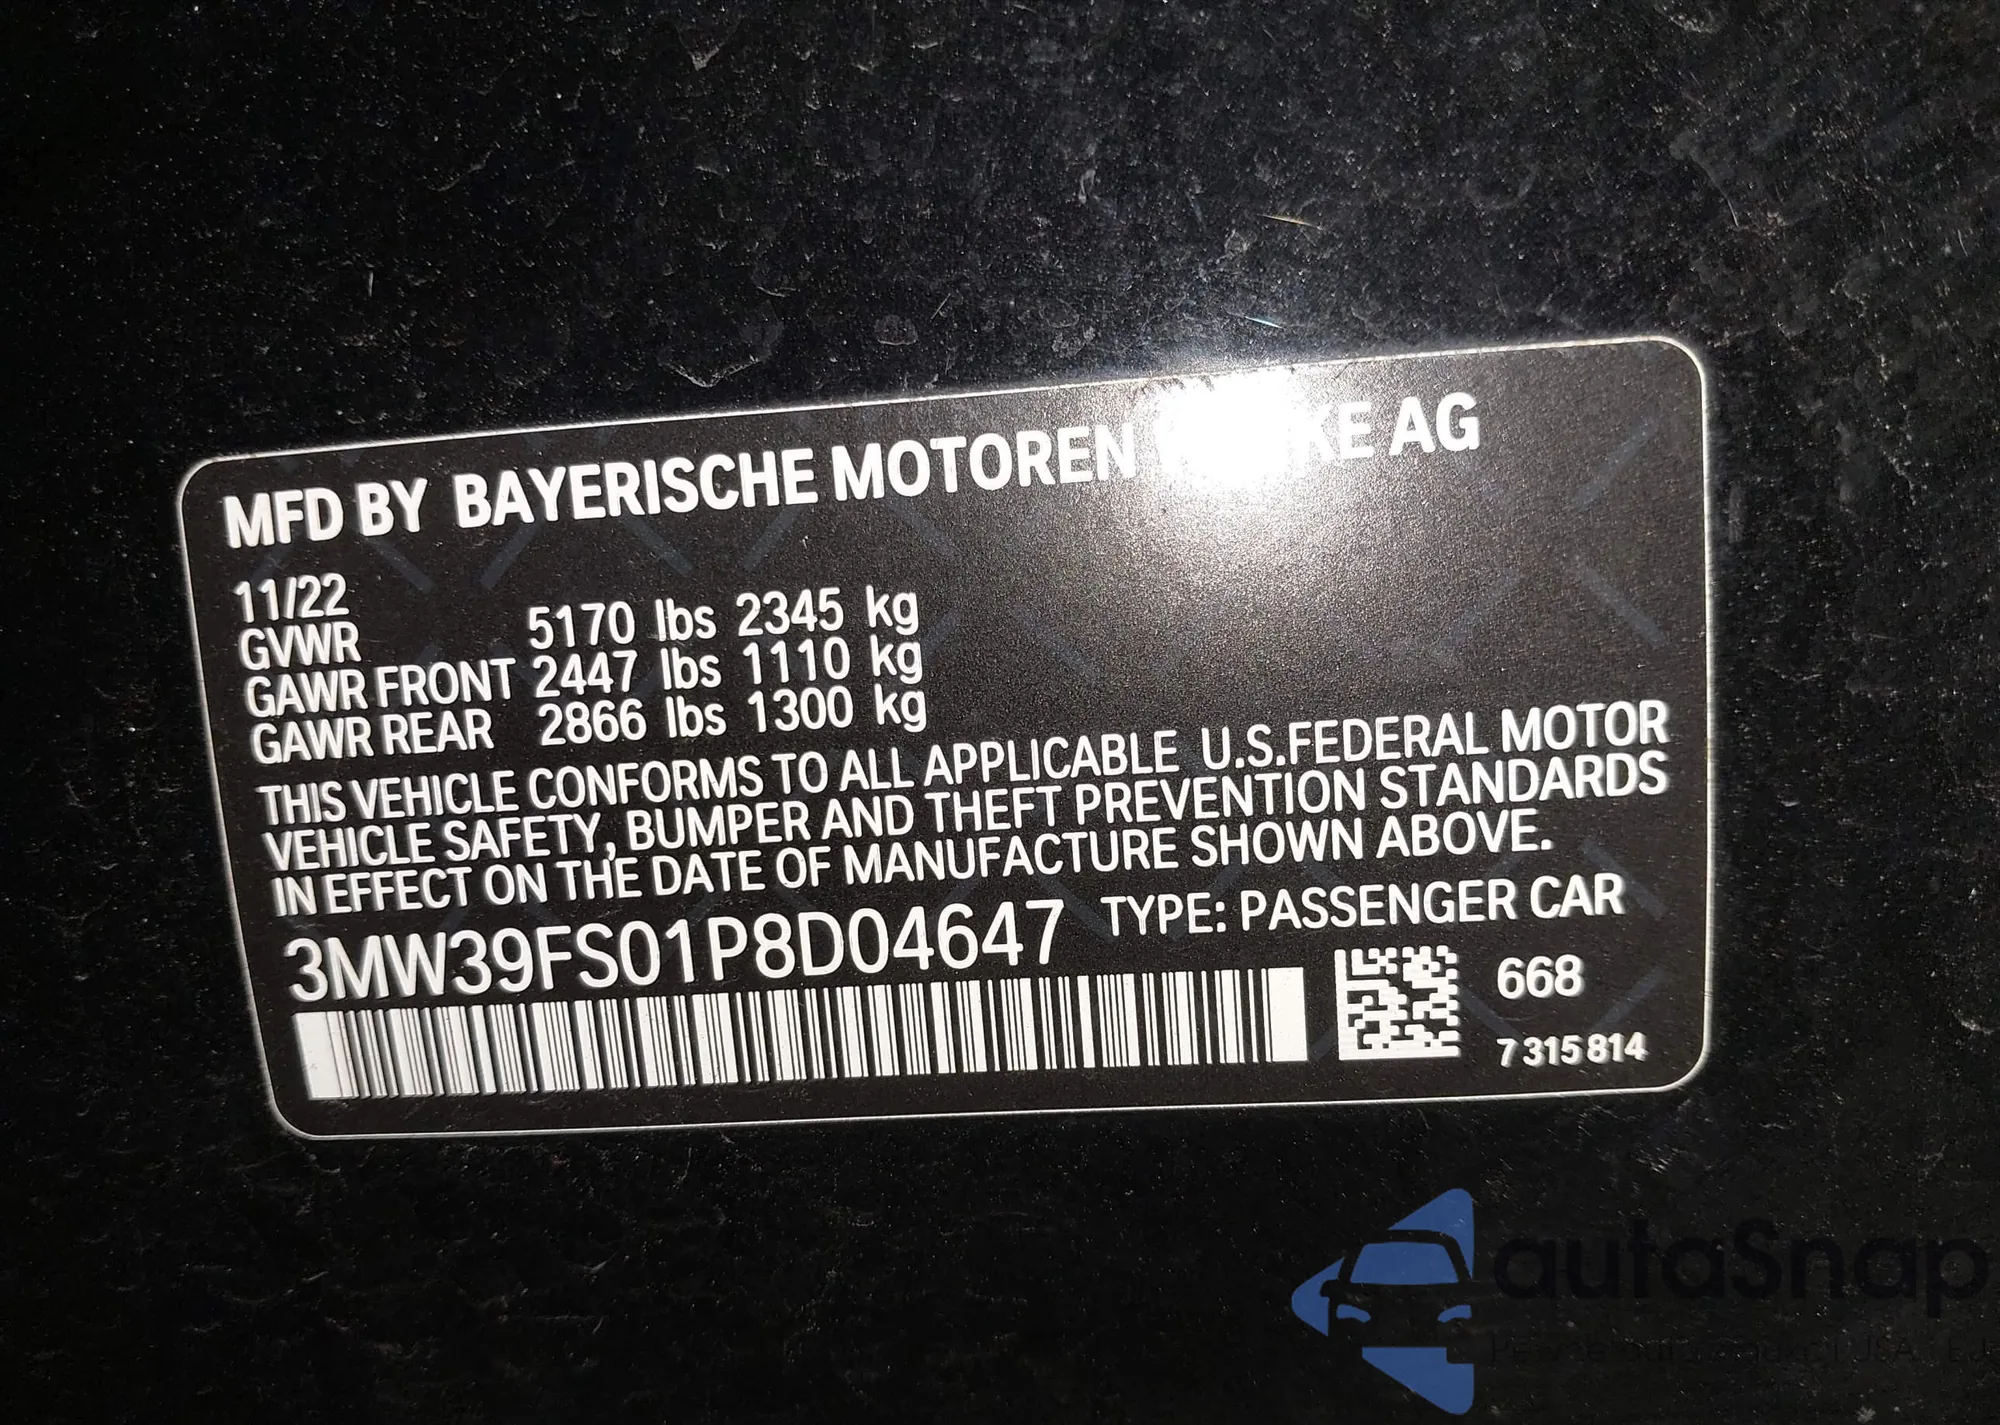 MFD BY BAYERISCHE MOTOREN AG
11/22
GVWR 5170 lbs 2345 kg
GAWR FRONT 2447 lbs 1110 kg
GAWR REAR 2866 lbs 1300 kg
THIS VEHICLE CONFORMS TO ALL APPLICABLE U.S.FEDERAL MOTOR
VEHICLE SAFETY, BUMPER AND THEFT PREVENTION STANDARDS
IN EFFECT ON THE DATE OF MANUFACTURE SHOWN ABOVE.
3MW39FS01P8D04647 TYPE: PASSENGER CAR
668
7 315 814
autaSnap